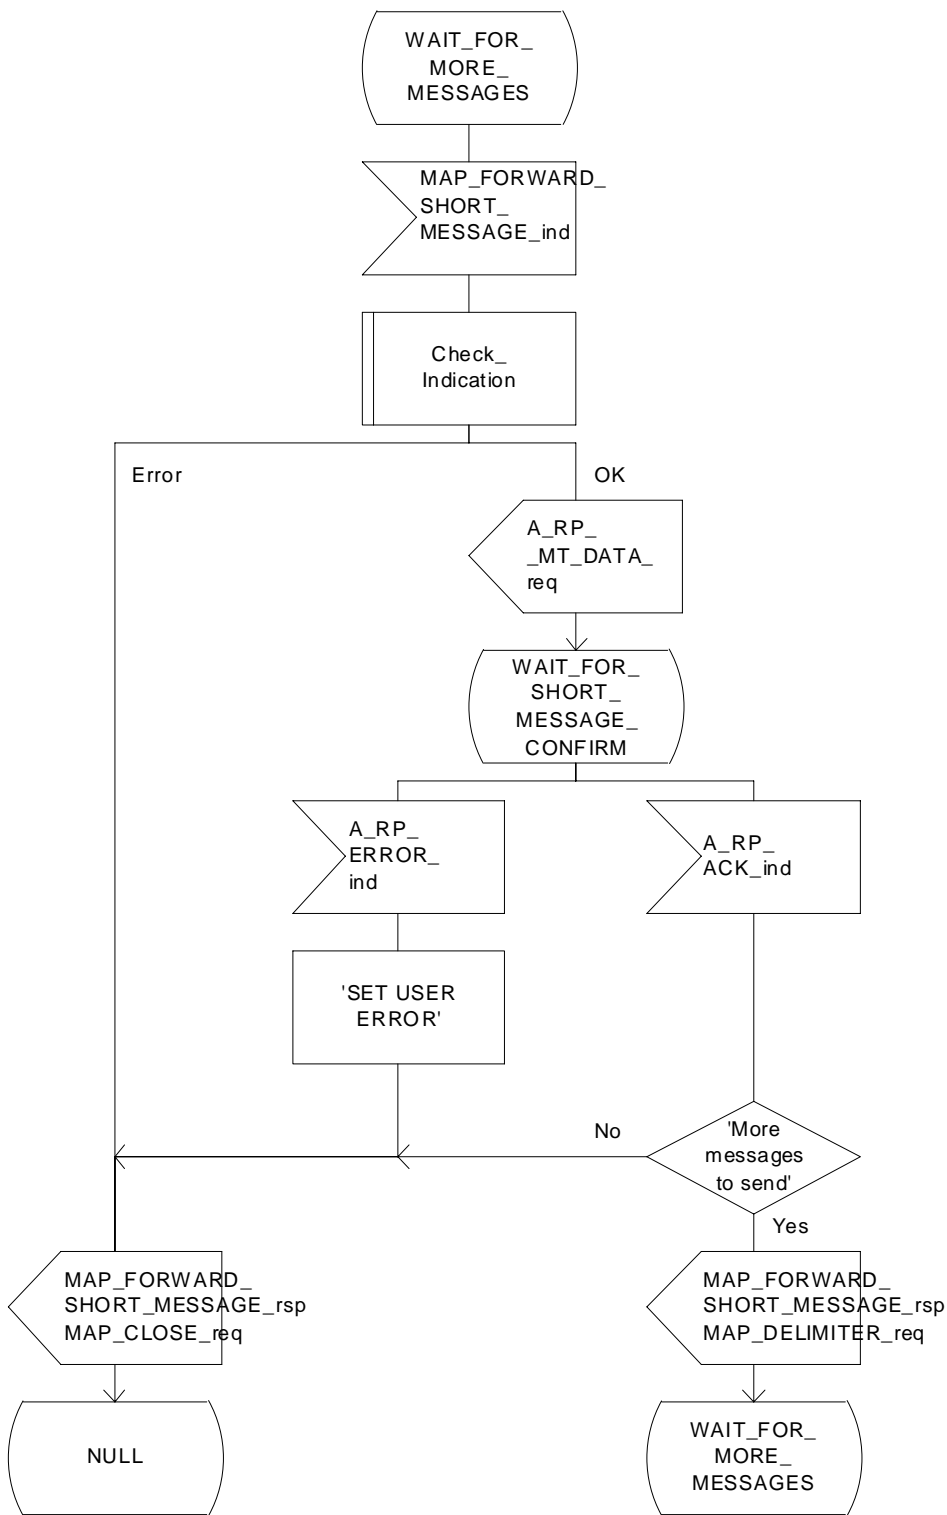 WAIT_FOR_
MORE_
MESSAGES
MAP_FORWARD_
SHORT_
MESSAGE_ind
Check_
Indication
Error
OK
A_RP_
_MT_DATA_
req
WAIT_FOR_
SHORT_
MESSAGE_
CONFIRM
A_RP_
ERROR_
ind
A_RP_
ACK_ind
'SET USER
ERROR'
No
'More
messages
to send'
Yes
MAP_FORWARD_
SHORT_MESSAGE_rsp
MAP_CLOSE_req
MAP_FORWARD_
SHORT_MESSAGE_rsp
MAP_DELIMITER_req
NULL
WAIT_FOR_
MORE_
MESSAGES